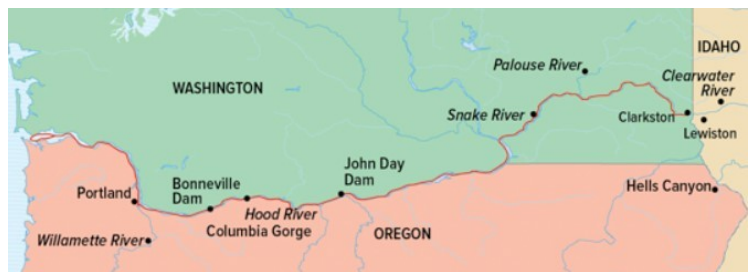 IDAHO
Palouse River
Clearwater
River
WASHINGTON
Snake River
Clarkston
Lewiston
John Day
Dam
Bonneville
Dam
Portland
Hells Canyon
Hood River
Columbia Gorge
OREGON
Willamette River